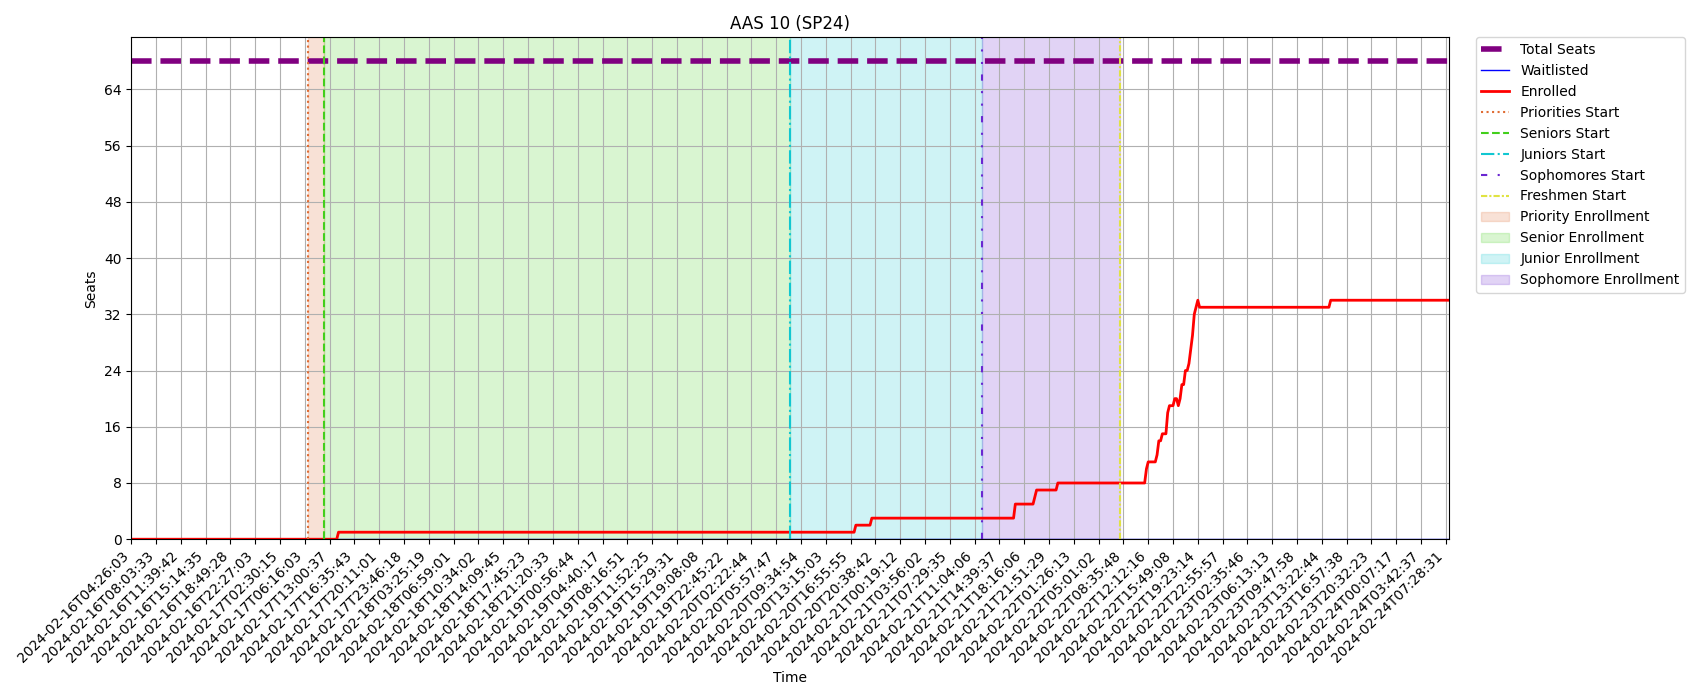 AAS 10 (SP24)
Seats
64
56
48
40
32
24
16
8
0
2024-02-16T04:26:03
2024-02-16T08:03:33
2024-02-16T11:39:42
2024-02-16T15:14:35
2024-02-16T18:49:28
2024-02-16T22:27:03
2024-02-17T02:30:15
2024-02-17T06:16:03
2024-02-17T13:00:37
2024-02-17T16:35:43
2024-02-17T20:11:01
2024-02-17T23:46:18
2024-02-18T03:25:19
2024-02-18T06:59:01
2024-02-18T10:34:02
2024-02-18T14:09:45
2024-02-18T17:45:23
2024-02-18T21:20:33
2024-02-19T00:56:44
2024-02-19T04:40:17
2024-02-19T08:16:51
2024-02-19T11:52:25
2024-02-19T15:29:31
2024-02-19T19:08:08
2024-02-19T22:45:22
2024-02-20T02:22:44
2024-02-20T05:57:47
2024-02-20T09:34:54
2024-02-20T13:15:03
2024-02-20T16:55:55
2024-02-20T20:38:42
2024-02-21T00:19:12
2024-02-21T03:56:02
2024-02-21T07:29:35
2024-02-21T11:04:06
2024-02-21T14:39:37
2024-02-21T18:16:06
2024-02-21T21:51:29
2024-02-22T01:26:13
2024-02-22T05:01:02
2024-02-22T08:35:48
2024-02-22T12:12:16
2024-02-22T15:49:08
2024-02-22T19:23:14
2024-02-22T22:55:57
2024-02-23T02:35:46
2024-02-23T06:13:13
2024-02-23T09:47:58
2024-02-23T13:22:44
2024-02-23T16:57:38
2024-02-23T20:32:23
2024-02-24T00:07:17
2024-02-24T03:42:37
2024-02-24T07:28:31
Time
Total Seats
Waitlisted
Enrolled
Priorities Start
Seniors Start
Juniors Start
Sophomores Start
Freshmen Start
Priority Enrollment
Senior Enrollment
Junior Enrollment
Sophomore Enrollment